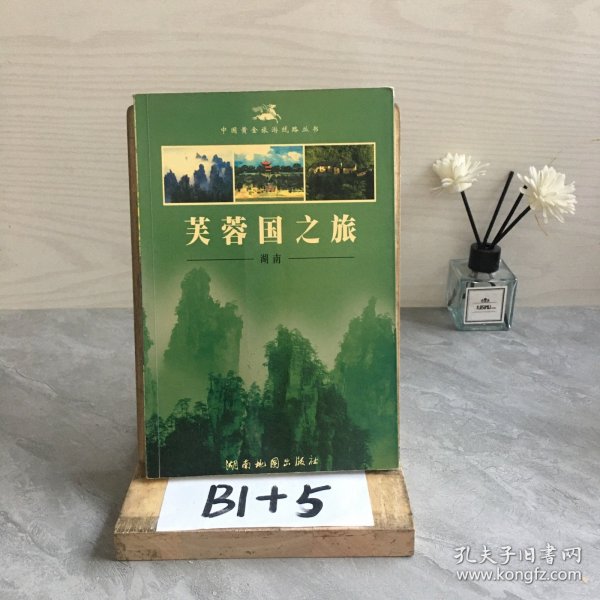 中国黄金旅游线路丛书
芙蓉国之旅
湖南
湖南地图出版社
B1+5
孔夫子旧书网
www.kongfz.com